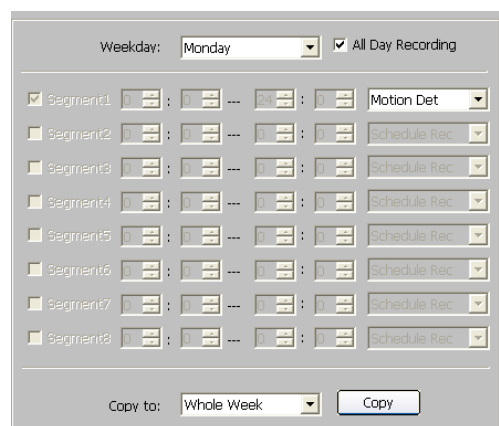 Weekday: Monday All Day Recording
Segment1 0 : 0 --- 24 : 0 Motion Det
Segment2 0 : 0 --- 0 : 0 Schedule Rec
Segment3 0 : 0 --- 0 : 0 Schedule Rec
Segment4 0 : 0 --- 0 : 0 Schedule Rec
Segment5 0 : 0 --- 0 : 0 Schedule Rec
Segment6 0 : 0 --- 0 : 0 Schedule Rec
Segment7 0 : 0 --- 0 : 0 Schedule Rec
Segment8 0 : 0 --- 0 : 0 Schedule Rec
Copy to: Whole Week Copy